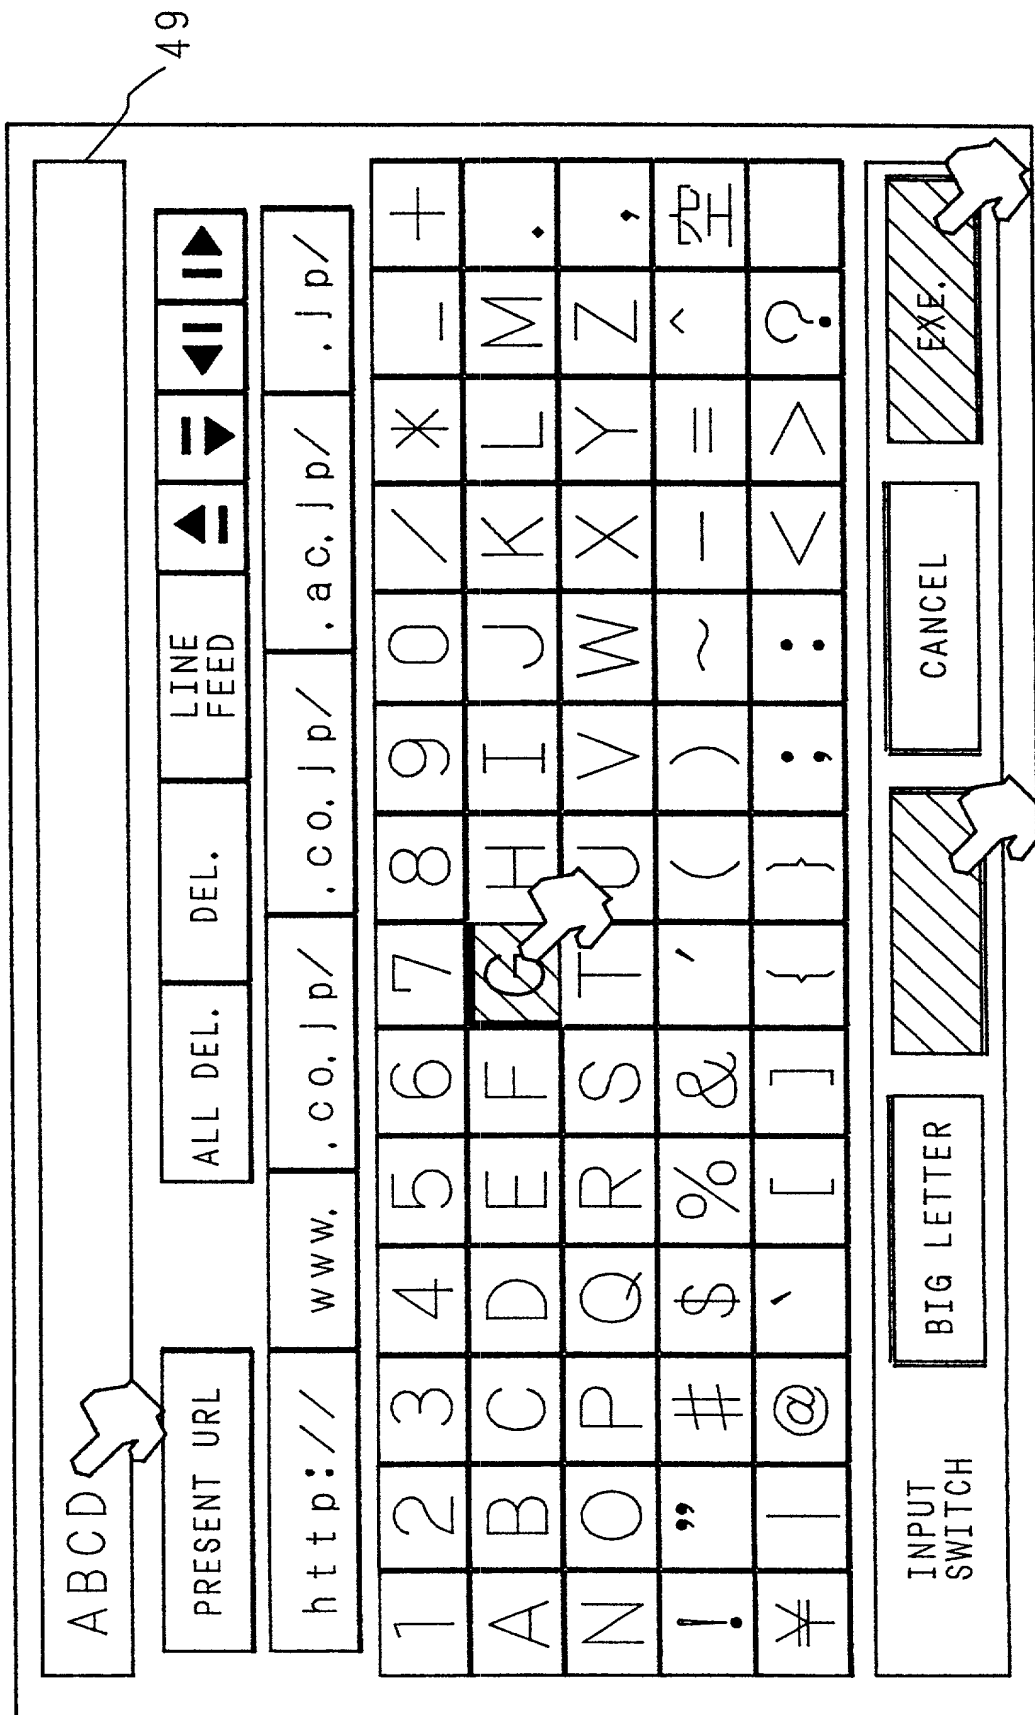 49
ABCD
PRESENT URL ALL DEL. DEL. LINE FEED
http:// www. .co.jp/ .co.jp/ .ac.jp/ .jp/
1 2 3 4 5 6 7 8 9 0 / * − +
A B C D E F G H I J K L M .
N O P Q R S T U V W X Y Z ,
! " # $ % & ' ( ) ~ − = ^ 空
¥ | @ ` [ ] { } ; : < > ?
INPUT SWITCH BIG LETTER CANCEL EXE.